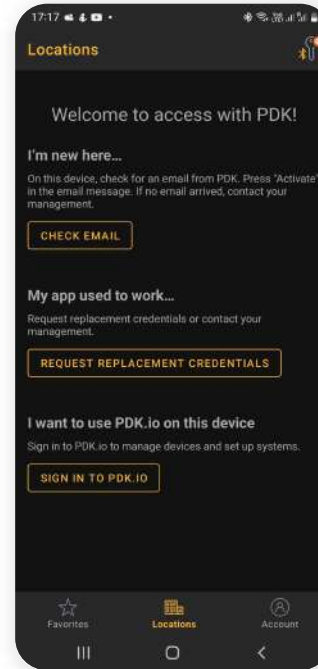 17:17
Locations
Welcome to access with PDK!
I'm new here...
On this device, check for an email from PDK. Press "Activate"
in the email message. If no email arrived, contact your
management.
CHECK EMAIL
My app used to work...
Request replacement credentials or contact your
management.
REQUEST REPLACEMENT CREDENTIALS
I want to use PDK.io on this device
Sign in to PDK.io to manage devices and set up systems.
SIGN IN TO PDK.IO
Favorites
Locations
Account